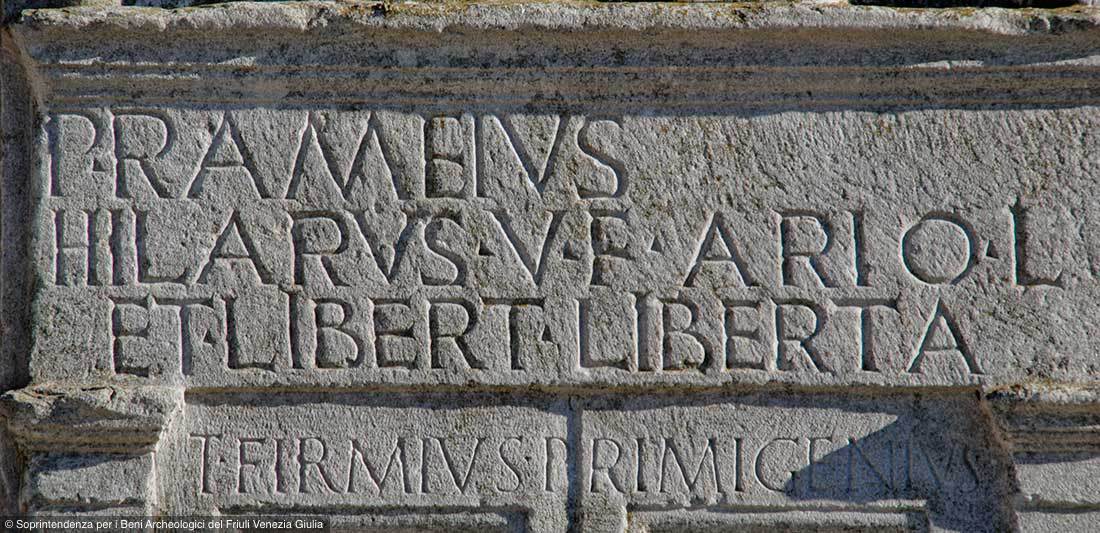 P·RAMEIVS
HILARVS·V·F·ARIO·L
ET·LIBERT·LIBERTA
T·FIRMIVS·PRIMIGENIVS
© Soprintendenza per i Beni Archeologici del Friuli Venezia Giulia